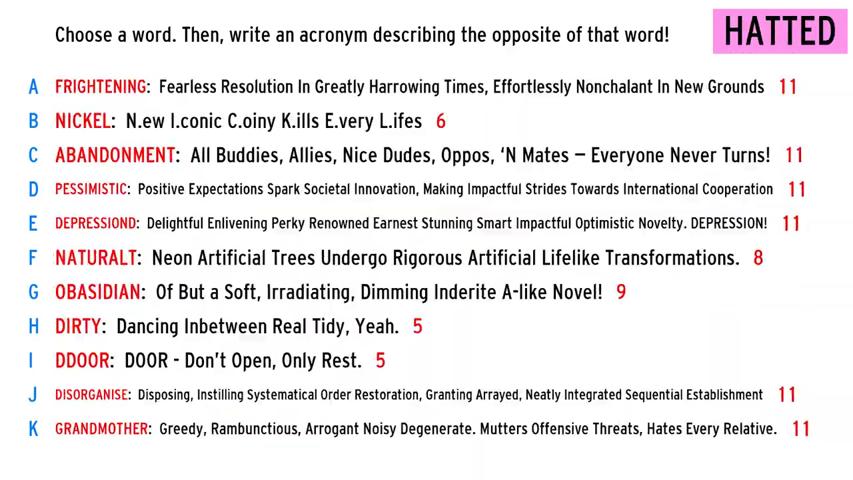 Choose a word. Then, write an acronym describing the opposite of that word!
HATTED
A FRIGHTENING: Fearless Resolution In Greatly Harrowing Times, Effortlessly Nonchalant In New Grounds 11
B NICKEL: N.ew I.conic C.oiny K.ills E.very L.ifes 6
C ABANDONMENT: All Buddies, Allies, Nice Dudes, Oppos, ‘N Mates – Everyone Never Turns! 11
D PESSIMISTIC: Positive Expectations Spark Societal Innovation, Making Impactful Strides Towards International Cooperation 11
E DEPRESSIOND: Delightful Enlivening Perky Renowned Earnest Stunning Smart Impactful Optimistic Novelty. DEPRESSION! 11
F NATURALT: Neon Artificial Trees Undergo Rigorous Artificial Lifelike Transformations. 8
G OBASIDIAN: Of But a Soft, Irradiating, Dimming Inderite A-like Novel! 9
H DIRTY: Dancing Inbetween Real Tidy, Yeah. 5
I DDOOR: DOOR - Don't Open, Only Rest. 5
J DISORGANISE: Disposing, Instilling Systematical Order Restoration, Granting Arrayed, Neatly Integrated Sequential Establishment 11
K GRANDMOTHER: Greedy, Rambunctious, Arrogant Noisy Degenerate. Mutters Offensive Threats, Hates Every Relative. 11